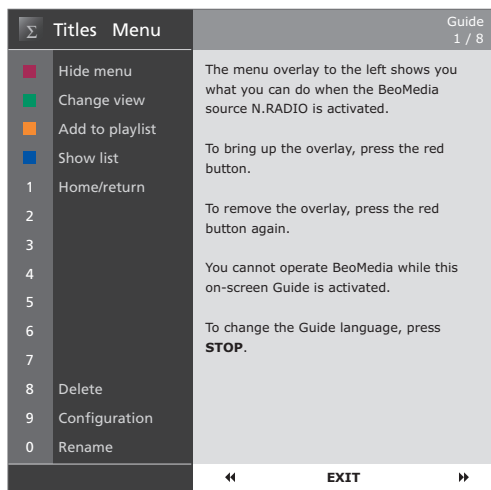 Σ Titles Menu
Hide menu
Change view
Add to playlist
Show list
1 Home/return
2
3
4
5
6
7
8 Delete
9 Configuration
0 Rename
Guide
1 / 8
The menu overlay to the left shows you
what you can do when the BeoMedia
source N.RADIO is activated.
To bring up the overlay, press the red
button.
To remove the overlay, press the red
button again.
You cannot operate BeoMedia while this
on-screen Guide is activated.
To change the Guide language, press
STOP.
EXIT